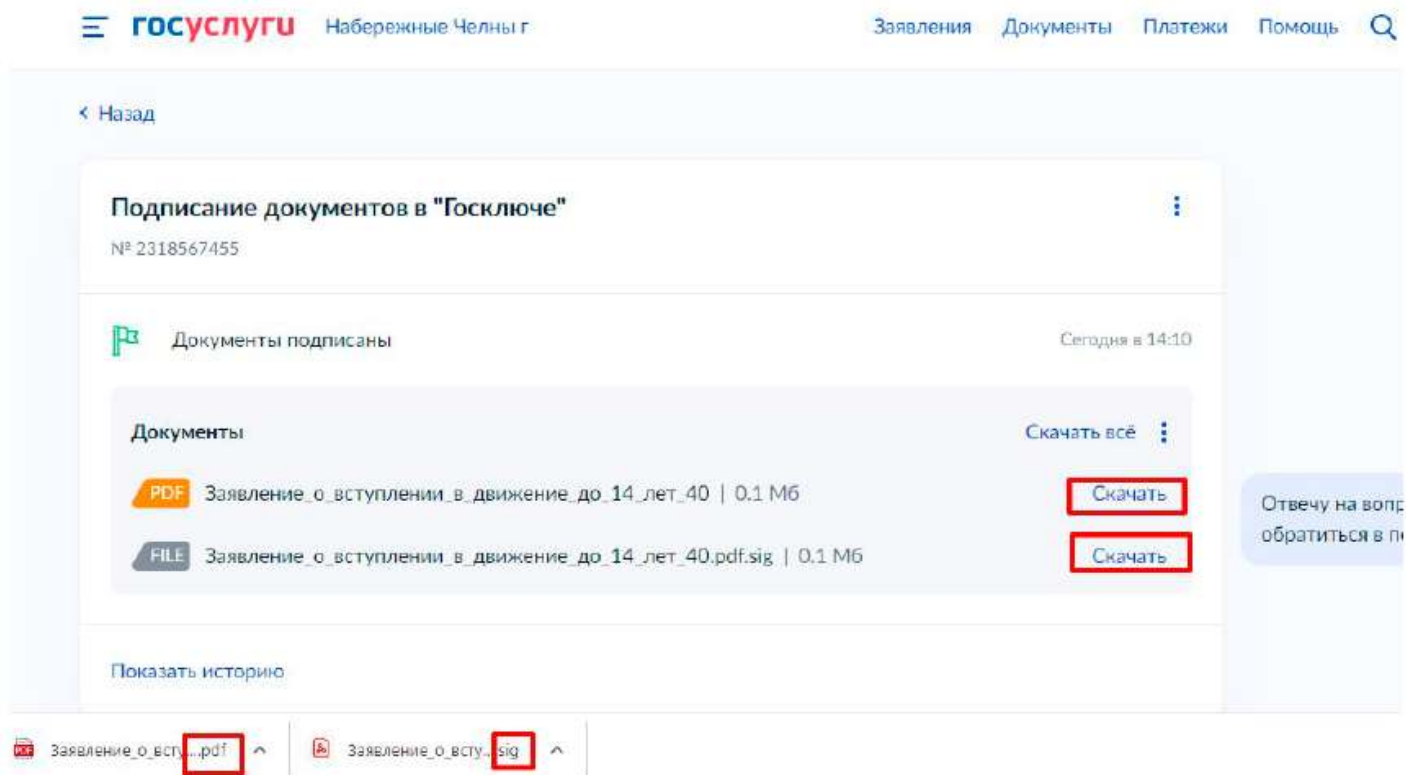 госуслуги Набережные Челны г Заявления Документы Платежи Помощь
Назад
Подписание документов в "Госключе"
№ 2318567455
Документы подписаны Сегодня в 14:10
Документы Скачать всё
PDF Заявление_о_вступлении_в_движение_до_14_лет_40 | 0.1 Мб Скачать
FILE Заявление_о_вступлении_в_движение_до_14_лет_40.pdf.sig | 0.1 Мб Скачать
Отвечу на вопр
обратиться в п
Показать историю
PDF Заявление_о_всту....pdf Заявление_о_всту....sig